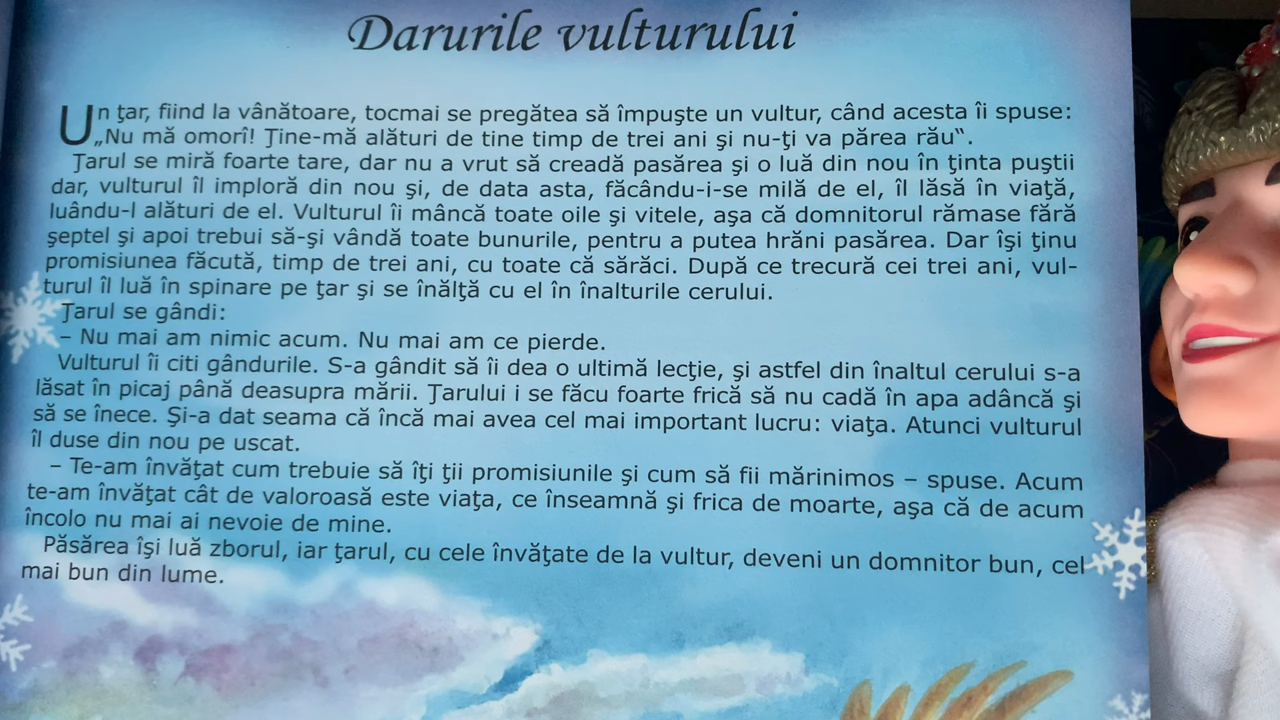 Darurile vulturului
Un ţar, fiind la vânătoare, tocmai se pregătea să împuşte un vultur, când acesta îi spuse:
„Nu mă omorî! Ţine-mă alături de tine timp de trei ani şi nu-ţi va părea rău“.
Ţarul se miră foarte tare, dar nu a vrut să creadă pasărea şi o luă din nou în ţinta puştii
dar, vulturul îl imploră din nou şi, de data asta, făcându-i-se milă de el, îl lăsă în viaţă,
luându-l alături de el. Vulturul îi mâncă toate oile şi vitele, aşa că domnitorul rămase fără
şeptel şi apoi trebui să-şi vândă toate bunurile, pentru a putea hrăni pasărea. Dar îşi ţinu
promisiunea făcută, timp de trei ani, cu toate că sărăci. După ce trecură cei trei ani, vul-
turul îl luă în spinare pe ţar şi se înălţă cu el în înalturile cerului.
Ţarul se gândi:
– Nu mai am nimic acum. Nu mai am ce pierde.
Vulturul îi citi gândurile. S-a gândit să îi dea o ultimă lecţie, şi astfel din înaltul cerului s-a
lăsat în picaj până deasupra mării. Ţarului i se făcu foarte frică să nu cadă în apa adâncă şi
să se înece. Şi-a dat seama că încă mai avea cel mai important lucru: viaţa. Atunci vulturul
îl duse din nou pe uscat.
– Te-am învăţat cum trebuie să îţi ţii promisiunile şi cum să fii mărinimos – spuse. Acum
te-am învăţat cât de valoroasă este viaţa, ce înseamnă şi frica de moarte, aşa că de acum
încolo nu mai ai nevoie de mine.
Păsărea îşi luă zborul, iar ţarul, cu cele învăţate de la vultur, deveni un domnitor bun, cel
mai bun din lume.